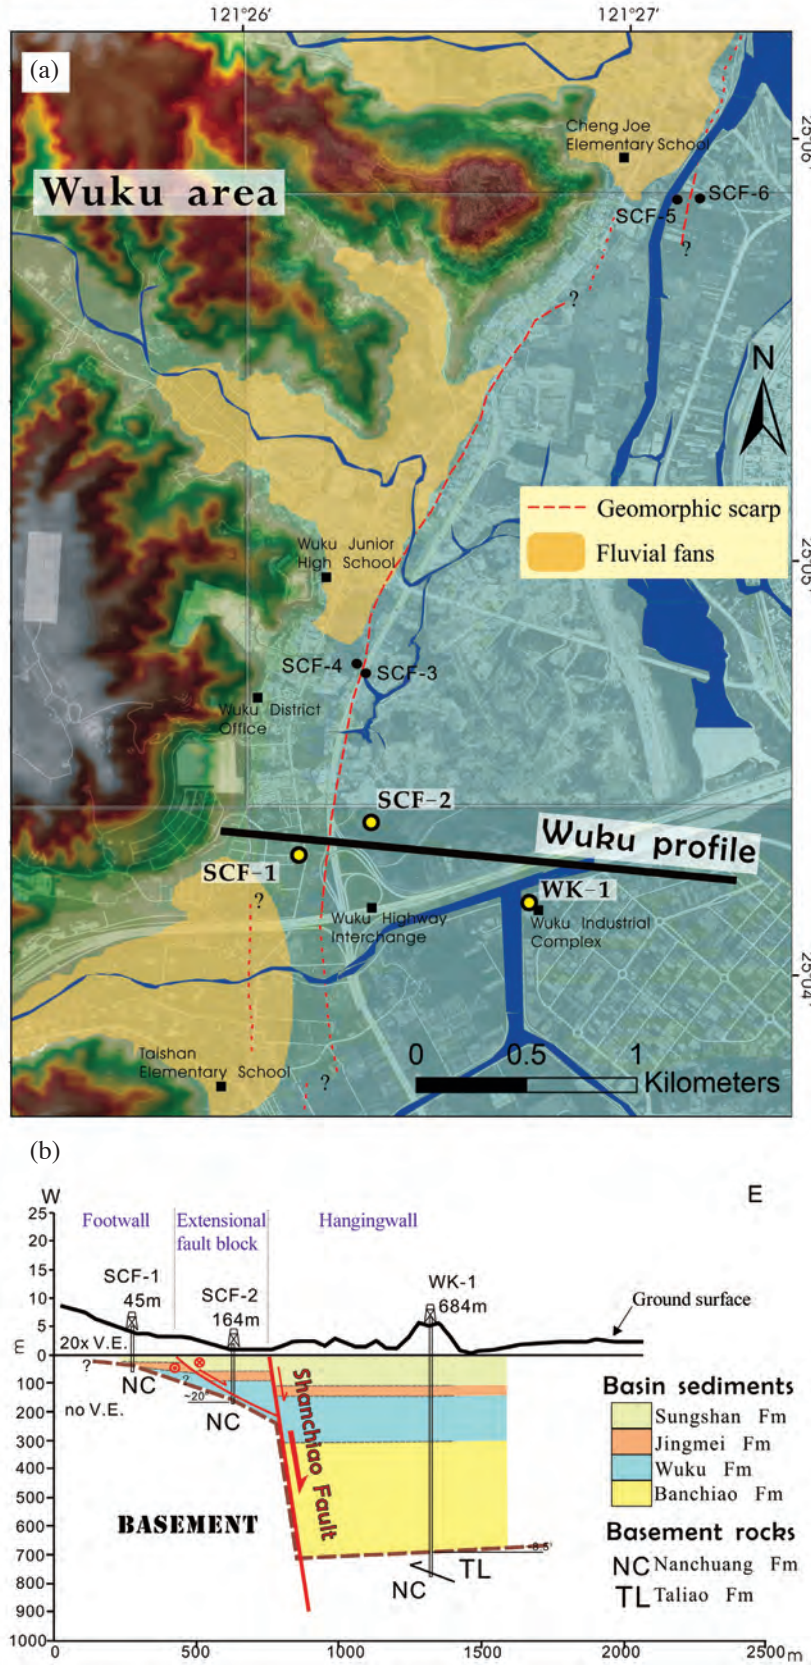 121°26'
121°27'
(a)
Cheng Joe
Elementary School
25°06'
Wuku area
SCF-5
SCF-6
?
?
N
Geomorphic scarp
Fluvial fans
Wuku Junior
High School
25°05'
SCF-4
SCF-3
Wuku District
Office
SCF-2
Wuku profile
SCF-1
?
WK-1
Wuku Highway
Interchange
Wuku Industrial
Complex
25°04'
Taishan
Elementary School
?
0
0.5
1
Kilometers
(b)
W
E
25
20
15
10
5
0
m
Footwall
Extensional
fault block
Hangingwall
SCF-1
45m
SCF-2
164m
WK-1
684m
Ground surface
20x V.E.
no V.E.
?
NC
?
~20°
NC
Shanchiao Fault
BASEMENT
NC
TL
8.5°
100
200
300
400
500
600
700
800
900
1000
0
500
1000
1500
2000
2500
m
Basin sediments
Sungshan Fm
Jingmei Fm
Wuku Fm
Banchiao Fm
Basement rocks
NC Nanchuang Fm
TL Taliao Fm